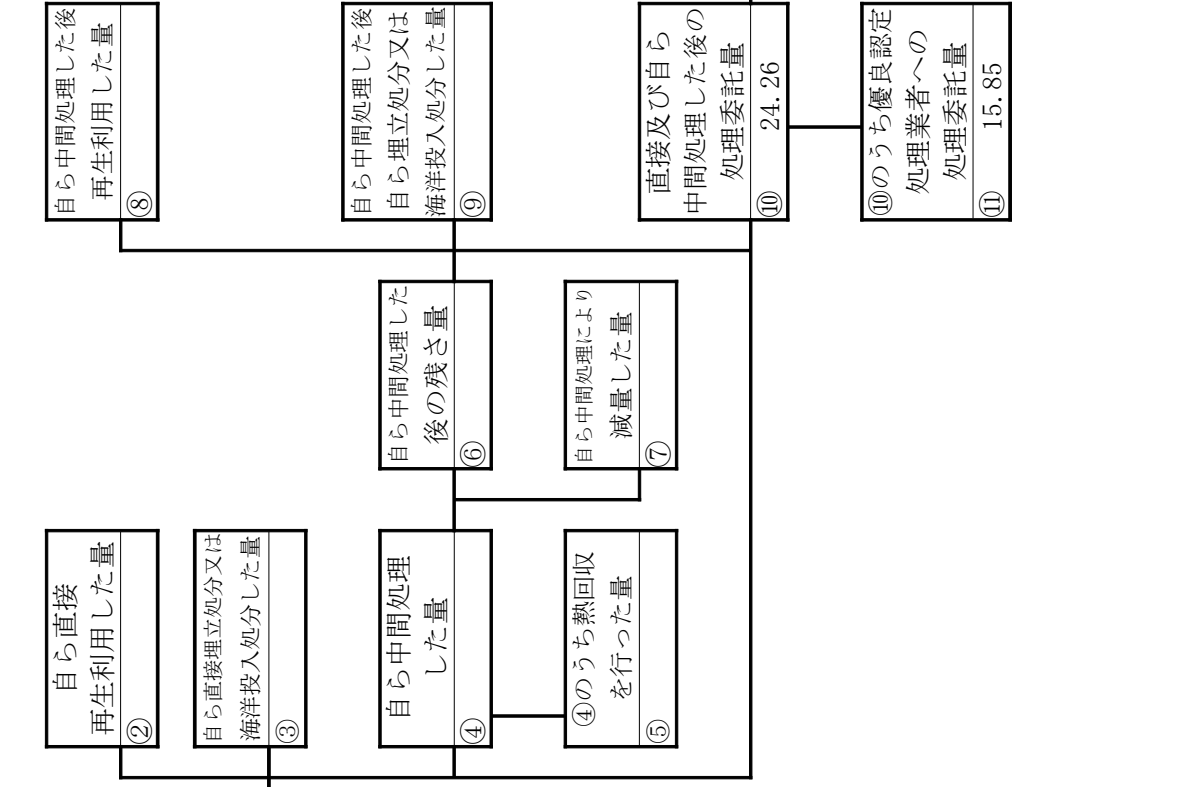 自ら直接
再生利用した量
②
自ら直接埋立処分又は
海洋投入処分した量
③
自ら中間処理
した量
④
④のうち熱回収
を行った量
⑤
自ら中間処理した
後の残さ量
⑥
自ら中間処理により
減量した量
⑦
自ら中間処理した後
再生利用した量
⑧
自ら中間処理した後
自ら埋立処分又は
海洋投入処分した量
⑨
直接及び自ら
中間処理した後の
処理委託量
⑩ 24.26
⑩のうち優良認定
処理業者への
処理委託量
⑪ 15.85